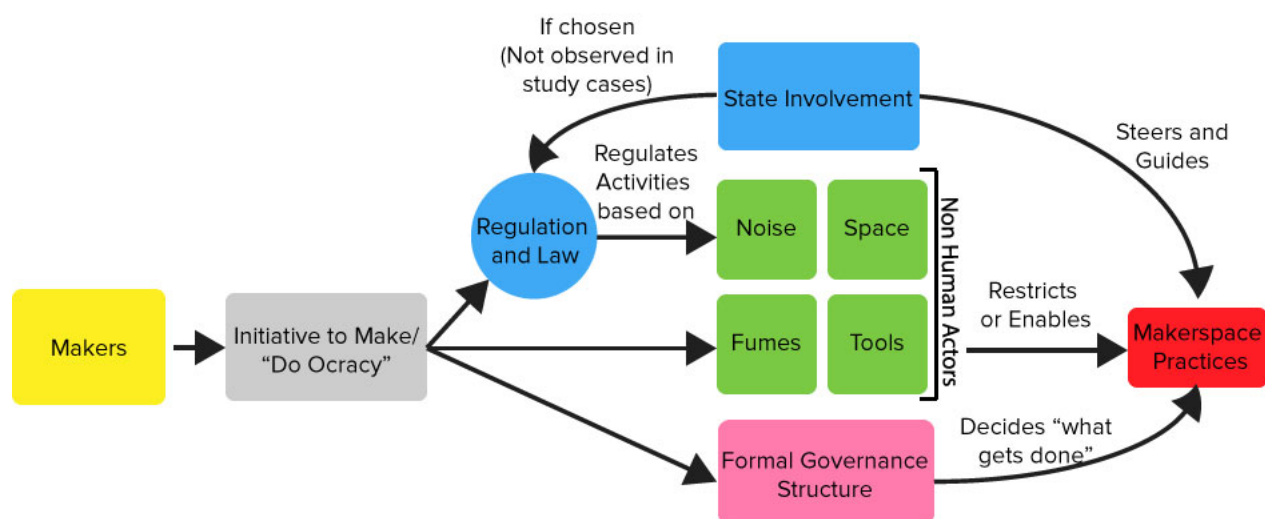 If chosen
(Not observed in
study cases)
State Involvement
Steers and
Guides
Regulates
Activities
based on
Regulation
and Law
Noise
Space
Non Human Actors
Makers
Initiative to Make/
“Do Ocracy”
Fumes
Tools
Restricts
or Enables
Makerspace
Practices
Formal Governance
Structure
Decides “what
gets done”